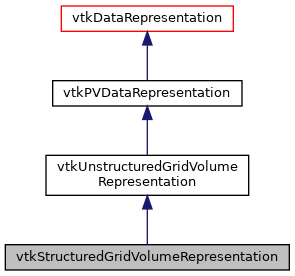 vtkDataRepresentation
vtkPVDataRepresentation
vtkUnstructuredGridVolume
Representation
vtkStructuredGridVolumeRepresentation